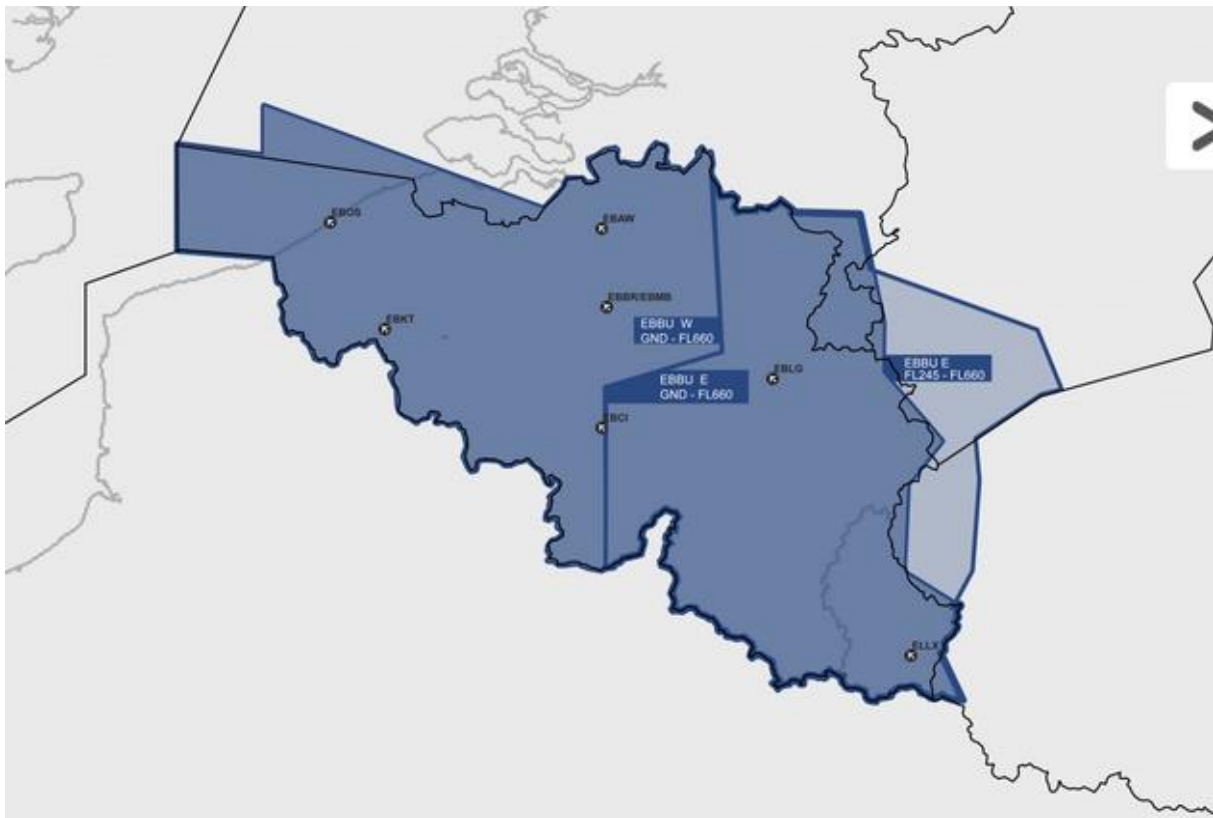 EBOS
EBAW
EBBR/EBMB
EBBU W
GND - FL660
EBKT
EBBU E
FL245 - FL660
EBBU E
GND - FL660
EBLG
EBCI
ELLX